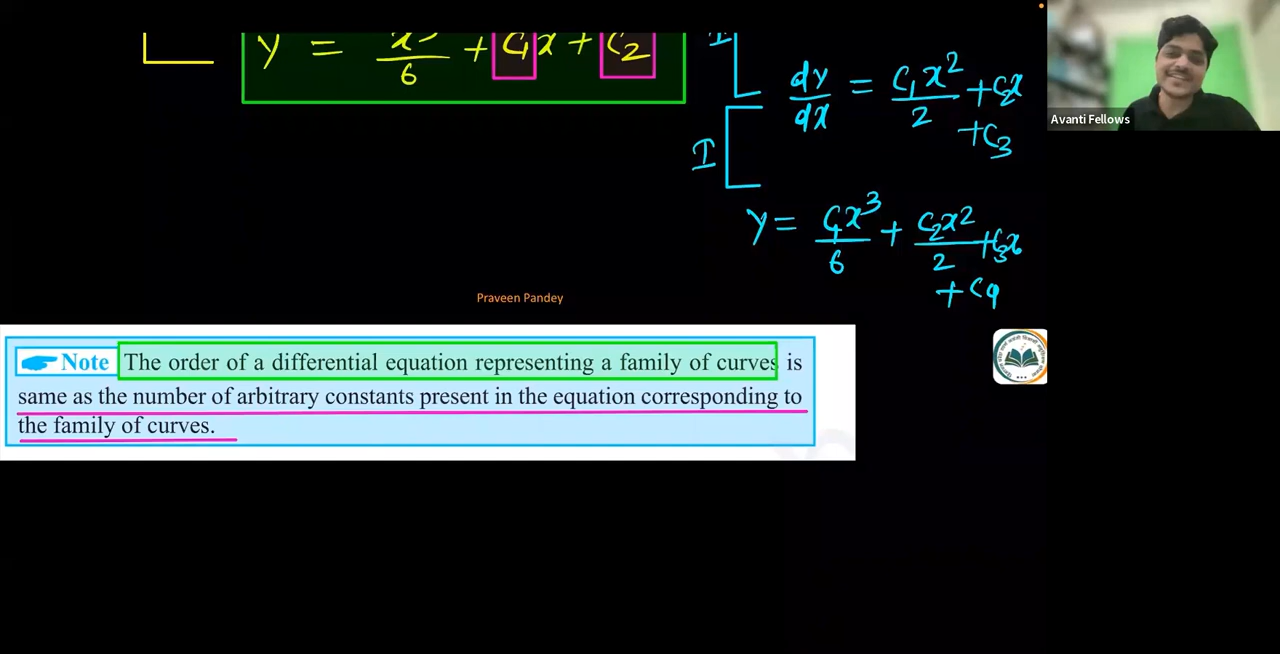 y = x³/6 + C₁x + C₂
I
dy/dx = C₁x²/2 + C₂x
+ C₃
I
y = C₁x³/6 + C₂x²/2 + C₃x
+ C₄
Avanti Fellows
Praveen Pandey
Note The order of a differential equation representing a family of curves is
same as the number of arbitrary constants present in the equation corresponding to
the family of curves.